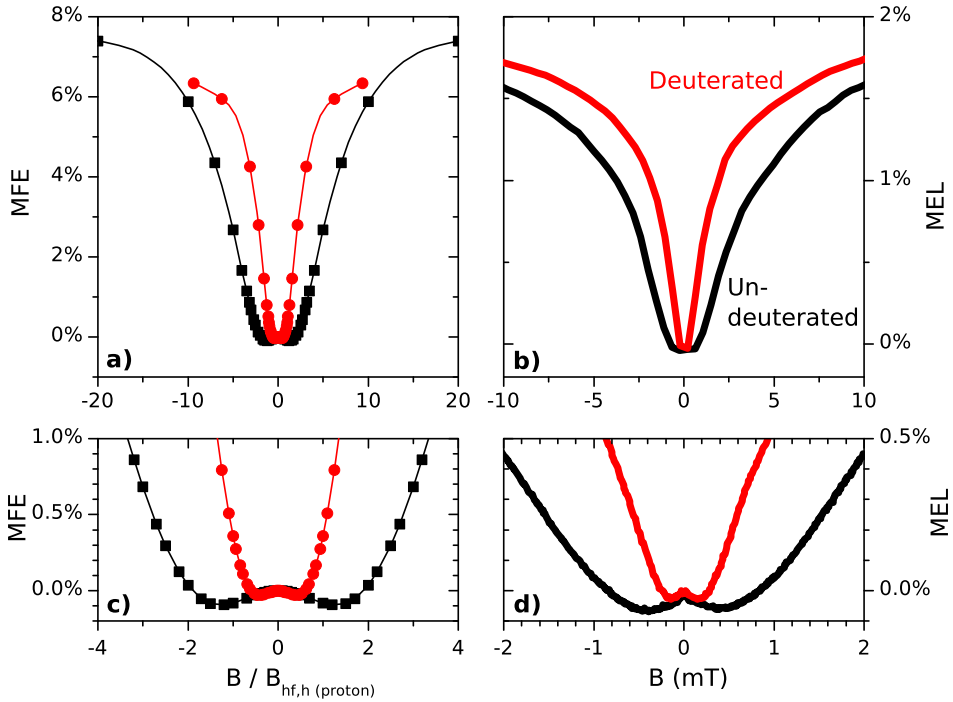 8%
6%
4%
2%
0%
MFE
a)
-20
-10
0
10
20
2%
1%
0%
MEL
Deuterated
Un-
deuterated
b)
-10
-5
0
5
10
1.0%
0.5%
0.0%
MFE
c)
-4
-2
0
2
4
B / B hf,h (proton)
0.5%
0.0%
MEL
d)
-2
-1
0
1
2
B (mT)